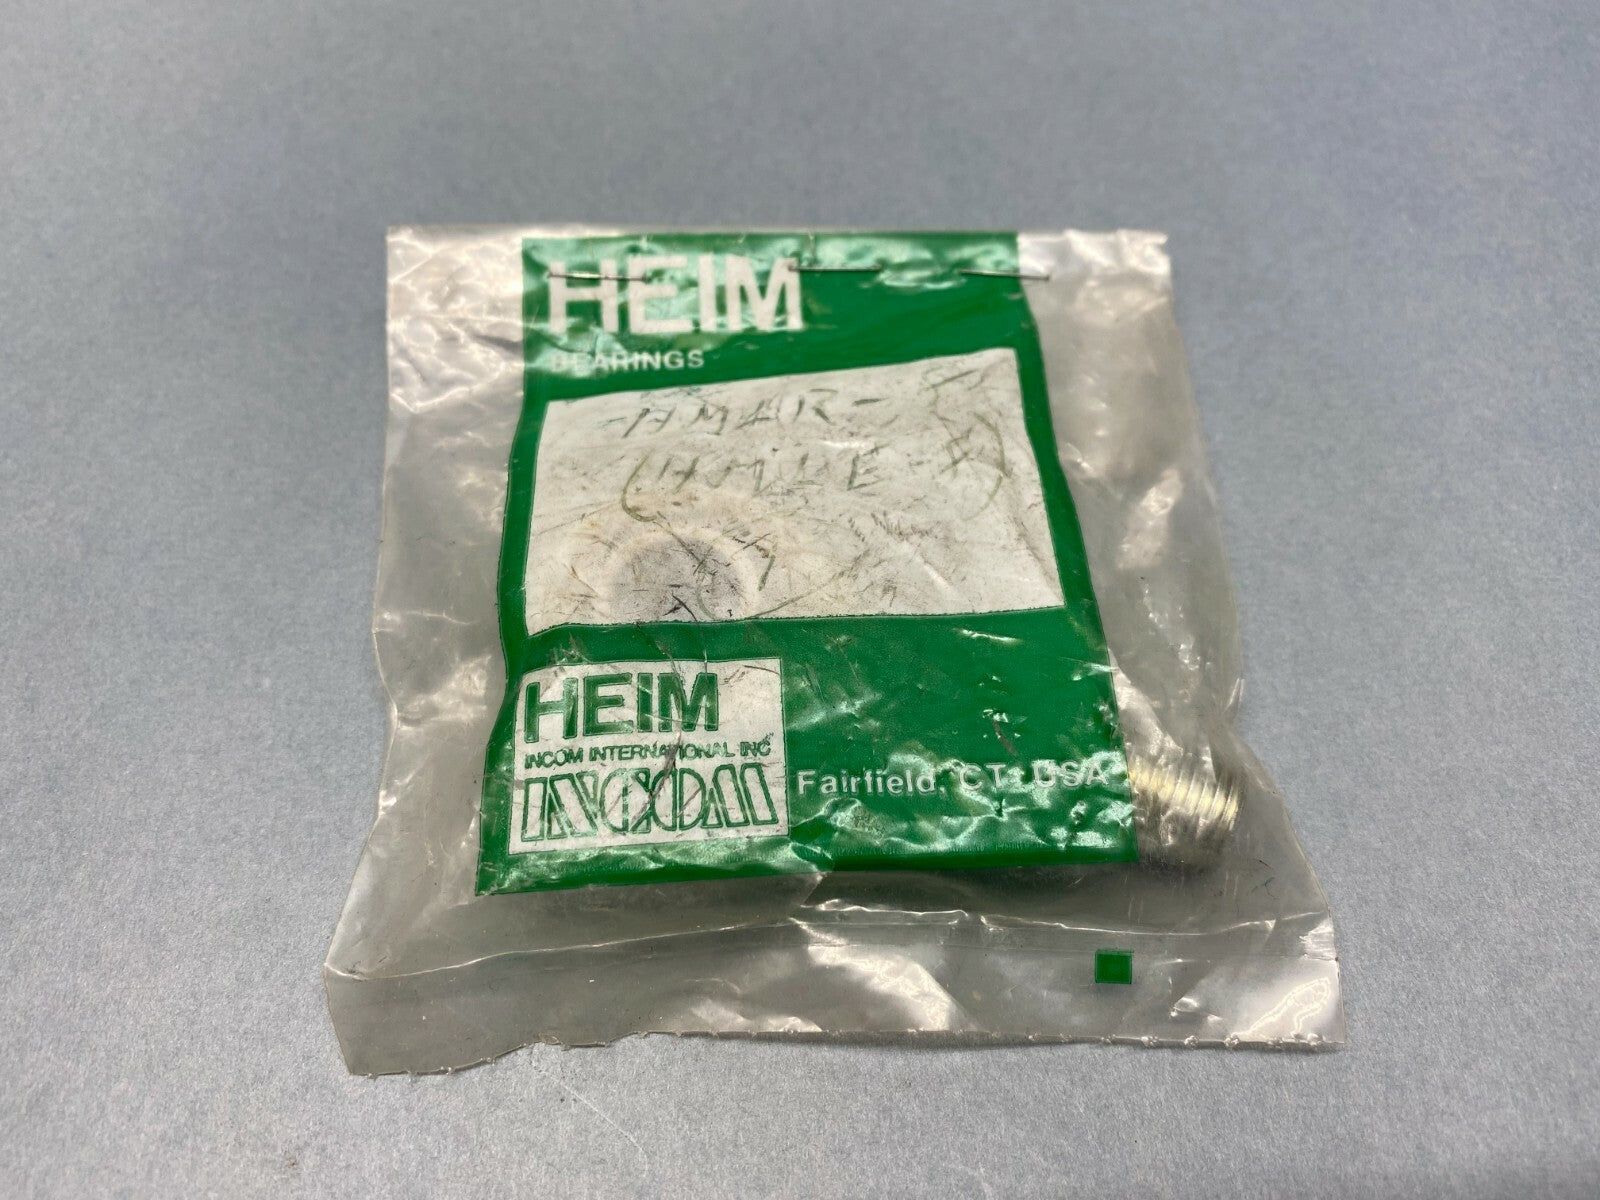 HEIM
BEARINGS
HEIM
INCOM INTERNATIONAL INC
INCOM
Fairfield, CT. USA